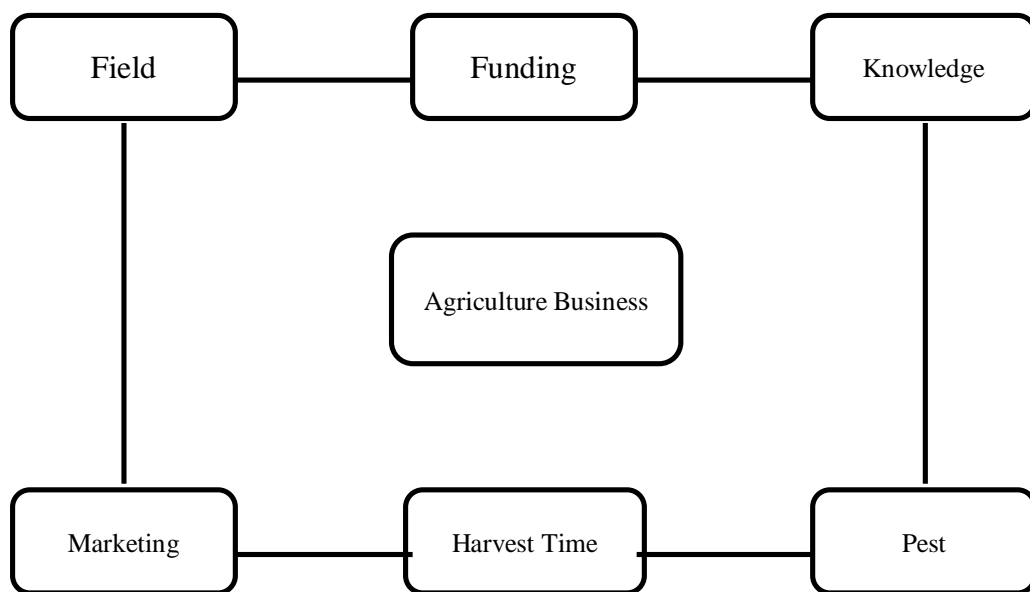 Field
Funding
Knowledge
Agriculture Business
Marketing
Harvest Time
Pest